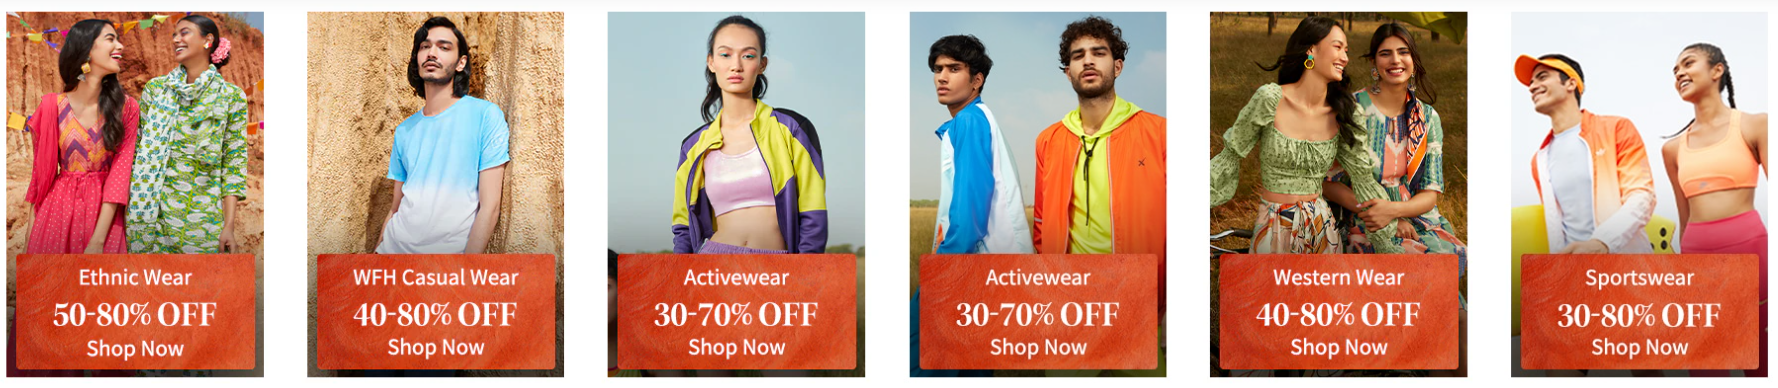 Ethnic Wear
50-80% OFF
Shop Now
WFH Casual Wear
40-80% OFF
Shop Now
Activewear
30-70% OFF
Shop Now
Activewear
30-70% OFF
Shop Now
Western Wear
40-80% OFF
Shop Now
Sportswear
30-80% OFF
Shop Now